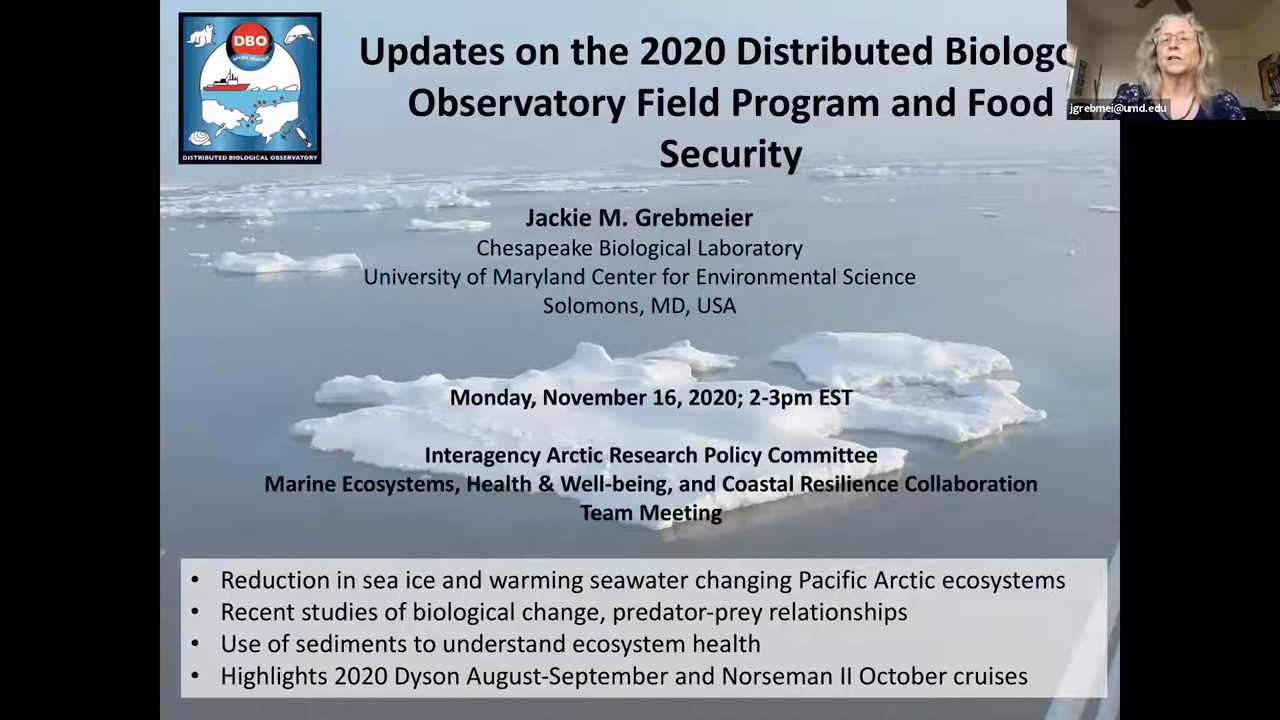 DBO
arctic change
DISTRIBUTED BIOLOGICAL OBSERVATORY
Updates on the 2020 Distributed Biologo
Observatory Field Program and Food
Security
jgrebmei@umd.edu
Jackie M. Grebmeier
Chesapeake Biological Laboratory
University of Maryland Center for Environmental Science
Solomons, MD, USA
Monday, November 16, 2020; 2-3pm EST
Interagency Arctic Research Policy Committee
Marine Ecosystems, Health & Well-being, and Coastal Resilience Collaboration
Team Meeting
• Reduction in sea ice and warming seawater changing Pacific Arctic ecosystems
• Recent studies of biological change, predator-prey relationships
• Use of sediments to understand ecosystem health
• Highlights 2020 Dyson August-September and Norseman II October cruises